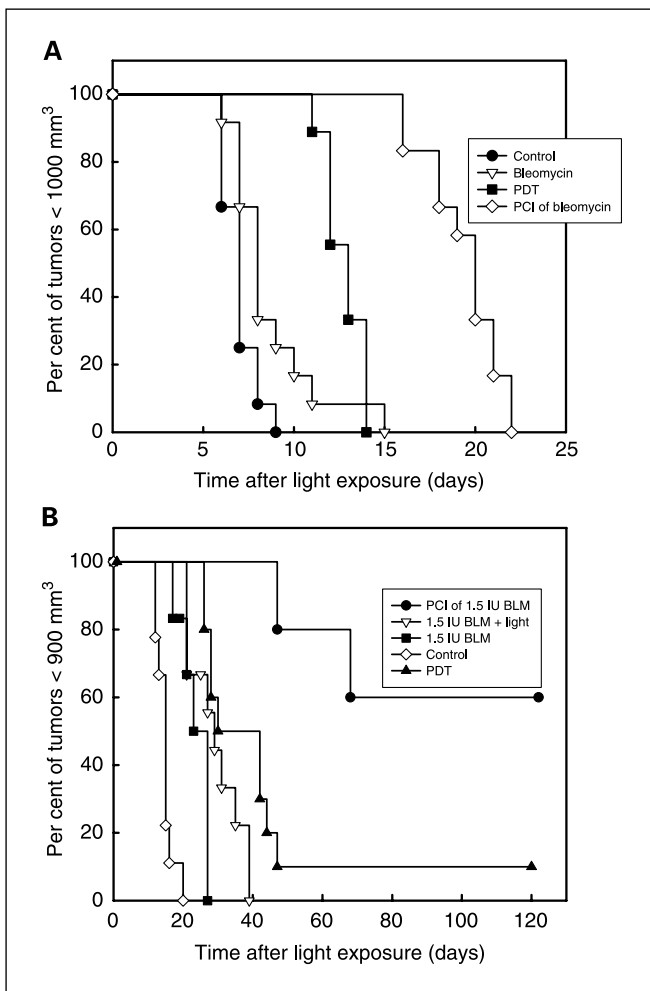 A
Per cent of tumors < 1000 mm³
100
80
60
40
20
0
Control
Bleomycin
PDT
PCI of bleomycin
0 5 10 15 20 25
Time after light exposure (days)
B
Per cent of tumors < 900 mm³
100
80
60
40
20
0
PCI of 1.5 IU BLM
1.5 IU BLM + light
1.5 IU BLM
Control
PDT
0 20 40 60 80 100 120
Time after light exposure (days)